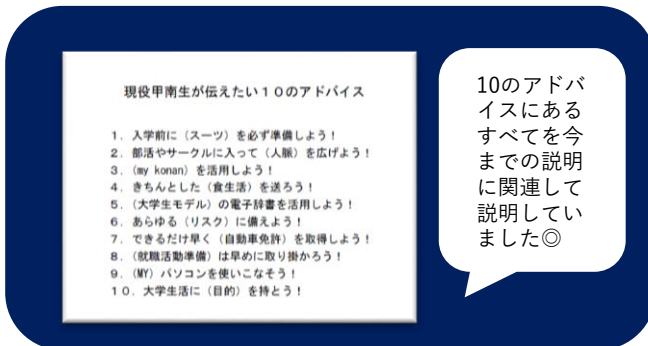 現役甲南生が伝えたい10のアドバイス
1．入学前に（スーツ）を必ず準備しよう！
2．部活やサークルに入って（人脈）を広げよう！
3．（my konan）を活用しよう！
4．きちんとした（食生活）を送ろう！
5．（大学生モデル）の電子辞書を活用しよう！
6．あらゆる（リスク）に備えよう！
7．できるだけ早く（自動車免許）を取得しよう！
8．（就職活動準備）は早めに取り掛かろう！
9．（MY）パソコンを使いこなそう！
10．大学生活に（目的）を持とう！
10のアドバ
イスにある
すべてを今
までの説明
に関連して
説明してい
ました◎